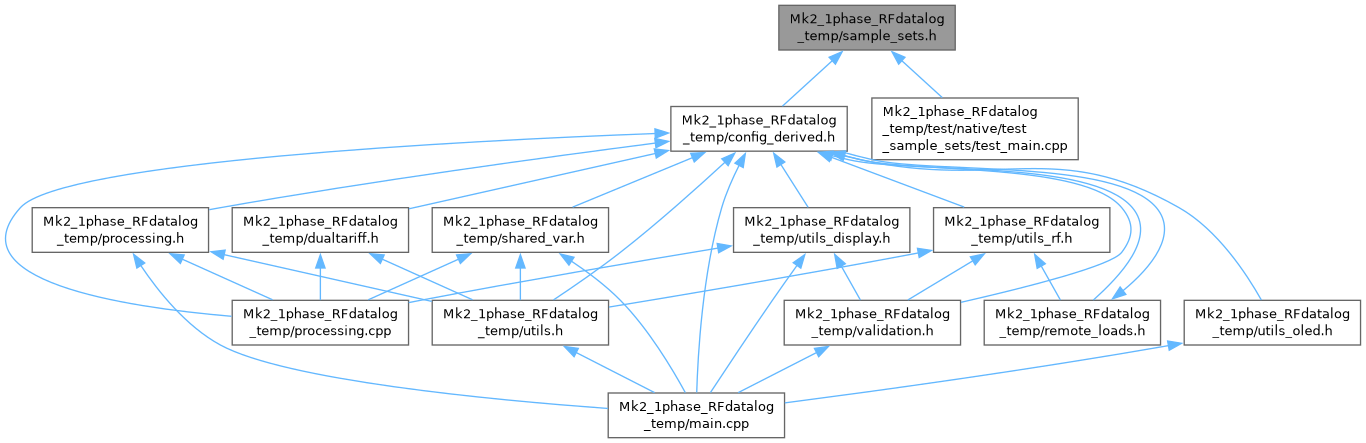 Mk2_1phase_RFdatalog
_temp/sample_sets.h
Mk2_1phase_RFdatalog
_temp/config_derived.h
Mk2_1phase_RFdatalog
_temp/test/native/test
_sample_sets/test_main.cpp
Mk2_1phase_RFdatalog
_temp/processing.h
Mk2_1phase_RFdatalog
_temp/dualtariff.h
Mk2_1phase_RFdatalog
_temp/shared_var.h
Mk2_1phase_RFdatalog
_temp/utils_display.h
Mk2_1phase_RFdatalog
_temp/utils_rf.h
Mk2_1phase_RFdatalog
_temp/processing.cpp
Mk2_1phase_RFdatalog
_temp/utils.h
Mk2_1phase_RFdatalog
_temp/validation.h
Mk2_1phase_RFdatalog
_temp/remote_loads.h
Mk2_1phase_RFdatalog
_temp/utils_oled.h
Mk2_1phase_RFdatalog
_temp/main.cpp